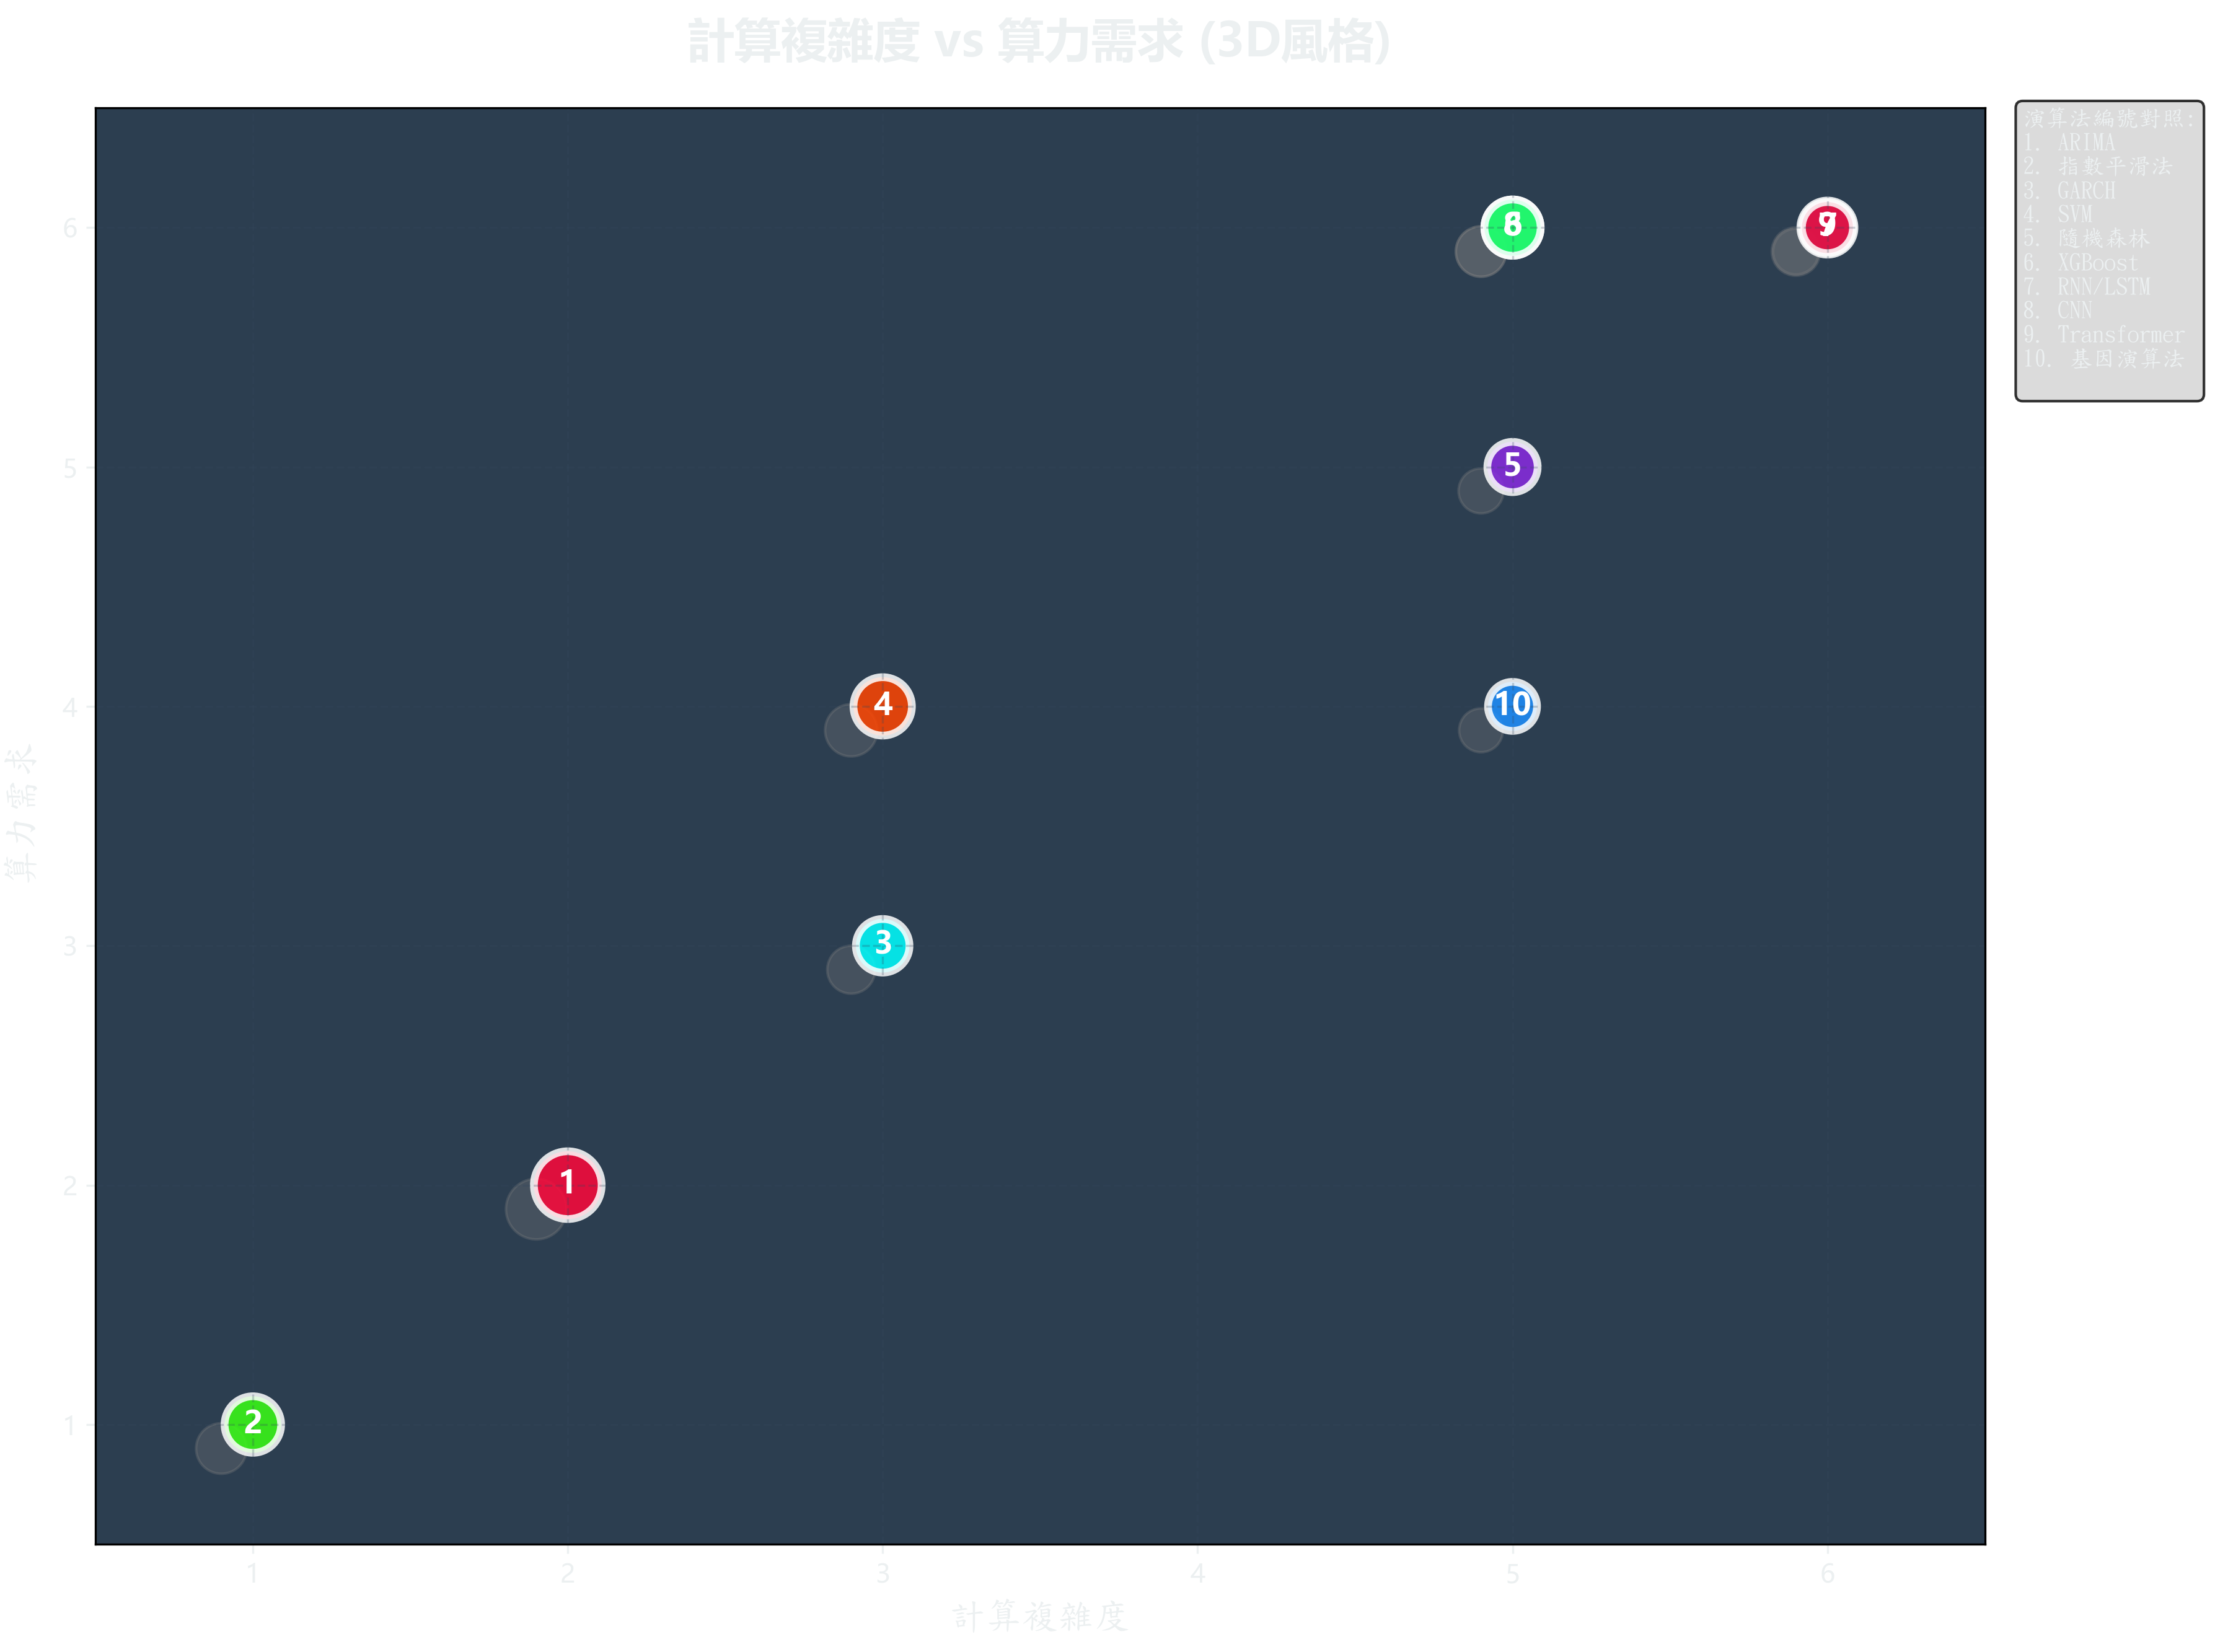 計算複雜度 vs 算力需求 (3D風格)
演算法編號對照:
1. ARIMA
2. 指數平滑法
3. GARCH
4. SVM
5. 隨機森林
6. XGBoost
7. RNN/LSTM
8. CNN
9. Transformer
10. 基因演算法
算力需求
6
5
4
3
2
1
8
9
5
4
10
3
1
2
1
2
3
4
5
6
計算複雜度